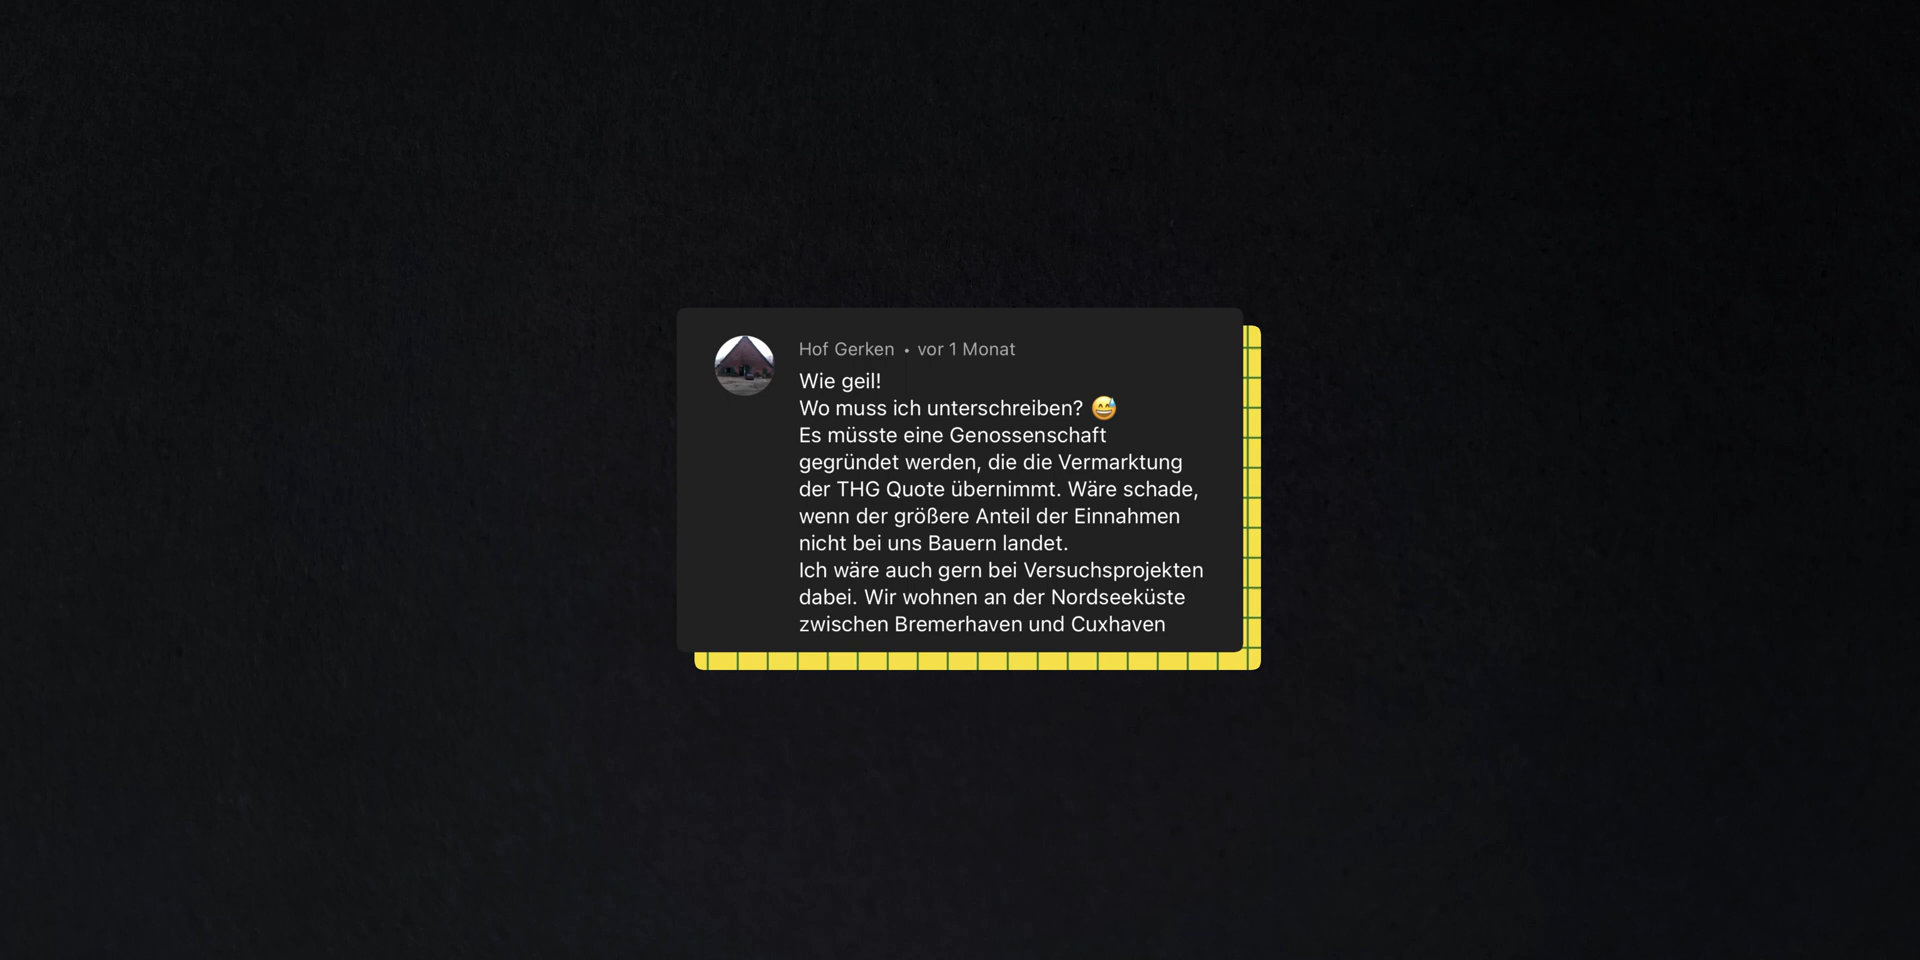 Hof Gerken • vor 1 Monat
Wie geil!
Wo muss ich unterschreiben? 😅
Es müsste eine Genossenschaft
gegründet werden, die die Vermarktung
der THG Quote übernimmt. Wäre schade,
wenn der größere Anteil der Einnahmen
nicht bei uns Bauern landet.
Ich wäre auch gern bei Versuchsprojekten
dabei. Wir wohnen an der Nordseeküste
zwischen Bremerhaven und Cuxhaven